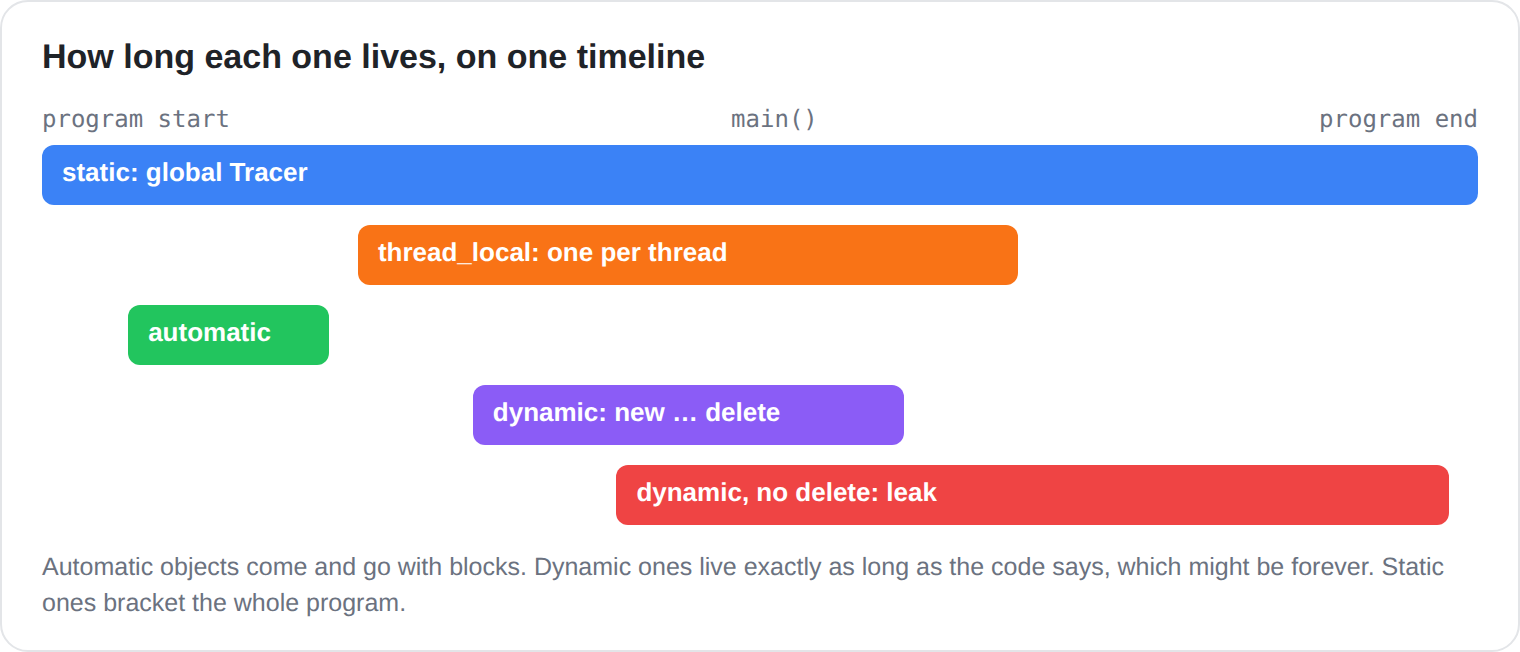 How long each one lives, on one timeline
program start main() program end
static: global Tracer
thread_local: one per thread
automatic
dynamic: new … delete
dynamic, no delete: leak
Automatic objects come and go with blocks. Dynamic ones live exactly as long as the code says, which might be forever. Static
ones bracket the whole program.